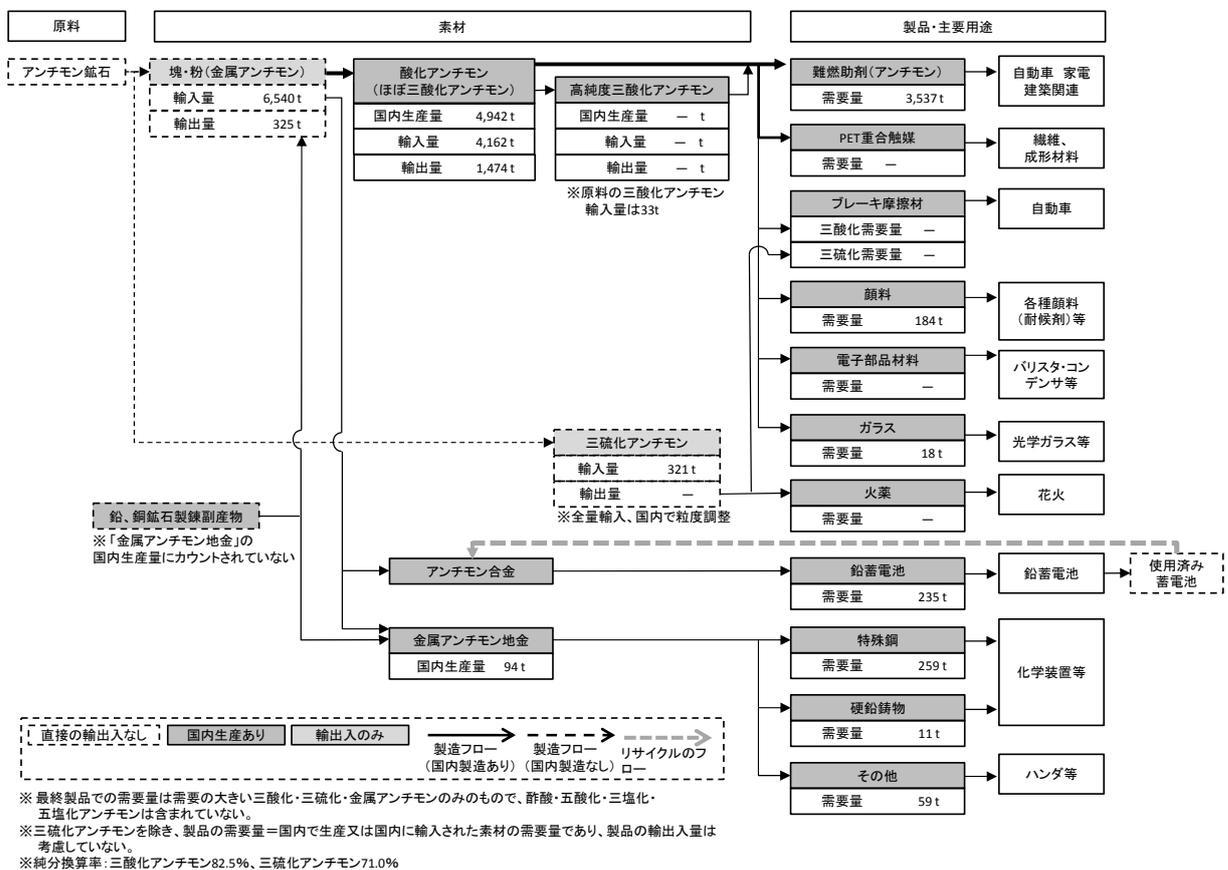 原料
素材
製品・主要用途
アンチモン鉱石
塊・粉(金属アンチモン)
輸入量 6,540 t
輸出量 325 t
酸化アンチモン
(ほぼ三酸化アンチモン)
国内生産量 4,942 t
輸入量 4,162 t
輸出量 1,474 t
高純度三酸化アンチモン
国内生産量 ― t
輸入量 ― t
輸出量 ― t
※原料の三酸化アンチモン
輸入量は33t
難燃助剤(アンチモン)
需要量 3,537 t
自動車 家電
建築関連
PET重合触媒
需要量 ―
繊維、
成形材料
ブレーキ摩擦材
三酸化需要量 ―
三硫化需要量 ―
自動車
顔料
需要量 184 t
各種顔料
(耐候剤)等
電子部品材料
需要量 ―
バリスタ・コン
デンサ等
ガラス
需要量 18 t
光学ガラス等
三硫化アンチモン
輸入量 321 t
輸出量 ―
※全量輸入、国内で粒度調整
火薬
需要量 ―
花火
鉛、銅鉱石製錬副産物
※「金属アンチモン地金」の
国内生産量にカウントされていない
アンチモン合金
鉛蓄電池
需要量 235 t
鉛蓄電池
使用済み
蓄電池
金属アンチモン地金
国内生産量 94 t
特殊鋼
需要量 259 t
化学装置等
硬鉛鋳物
需要量 11 t
その他
需要量 59 t
ハンダ等
直接の輸出入なし
国内生産あり
輸出入のみ
製造フロー
(国内製造あり)
製造フロー
(国内製造なし)
リサイクルのフ
ロー
※ 最終製品での需要量は需要の大きい三酸化・三硫化・金属アンチモンのみのもので、酢酸・五酸化・三塩化・
五塩化アンチモンは含まれていない。
※三硫化アンチモンを除き、製品の需要量=国内で生産又は国内に輸入された素材の需要量であり、製品の輸出入量は
考慮していない。
※純分換算率:三酸化アンチモン82.5%、三硫化アンチモン71.0%